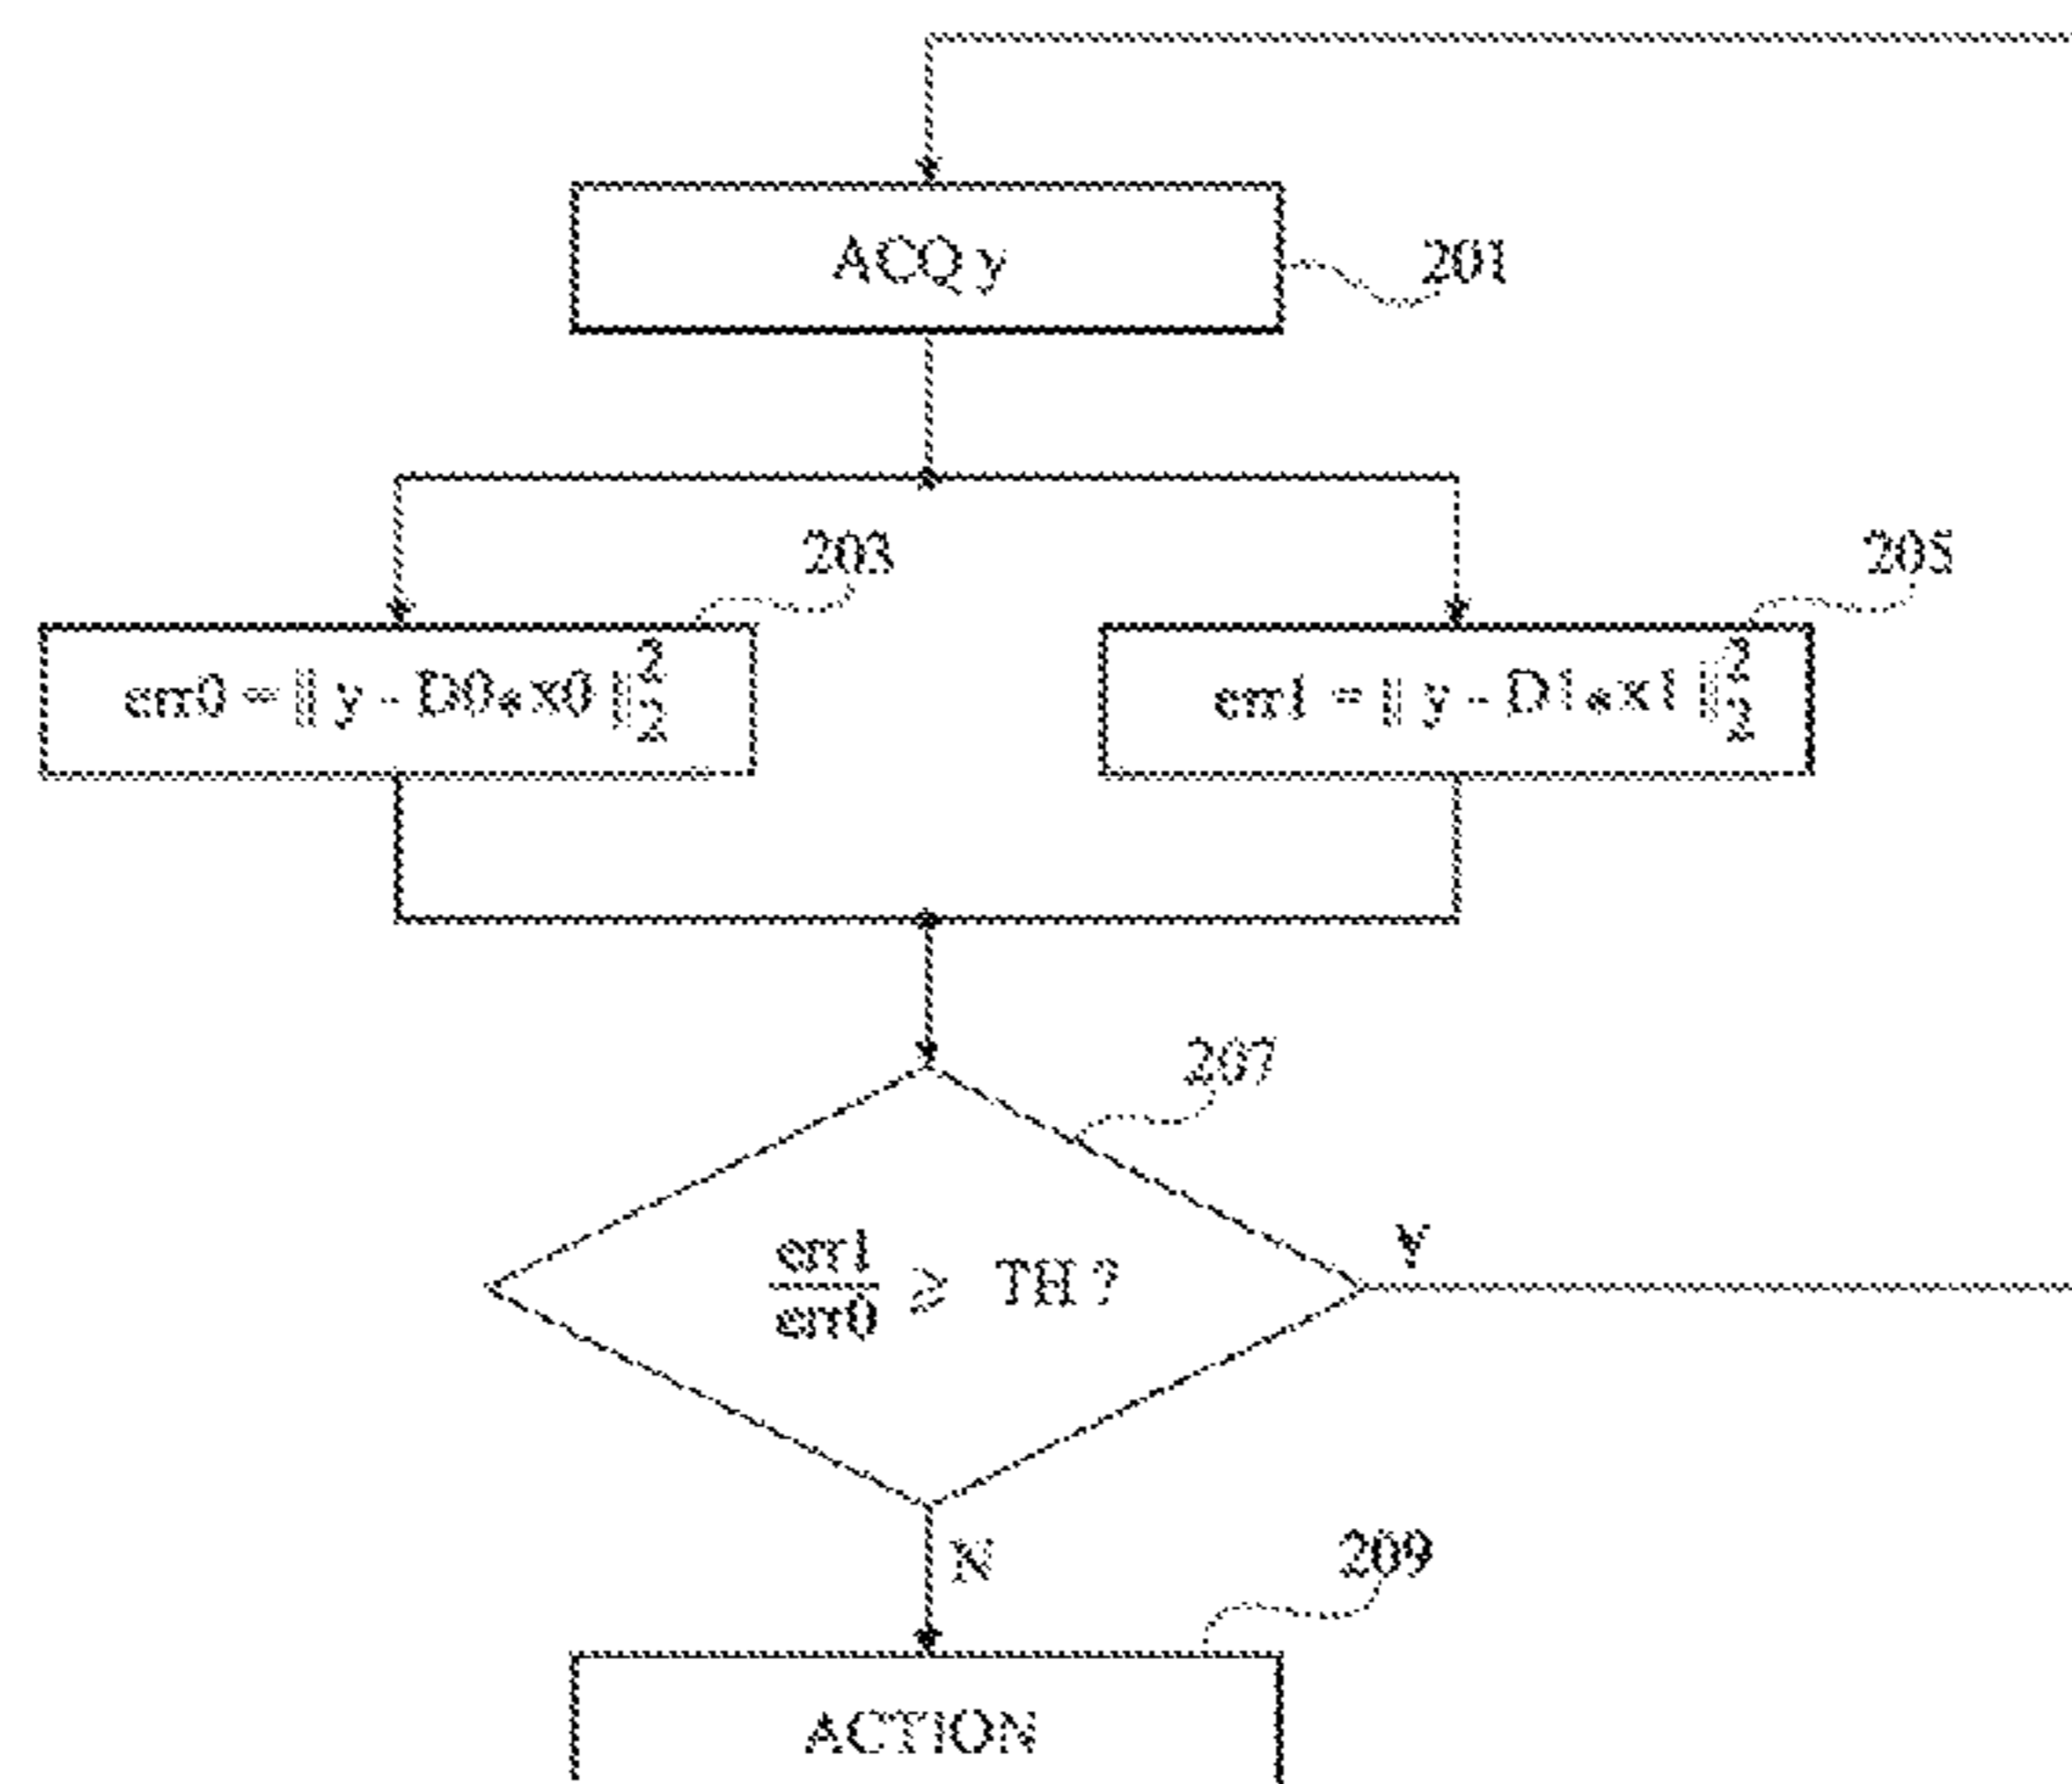 ACQ y
201
203
205
err0 = || y - D0*x0 ||²₂
err1 = || y - D1*x1 ||²₂
207
err1
err0
≥ TH ?
Y
N
209
ACTION